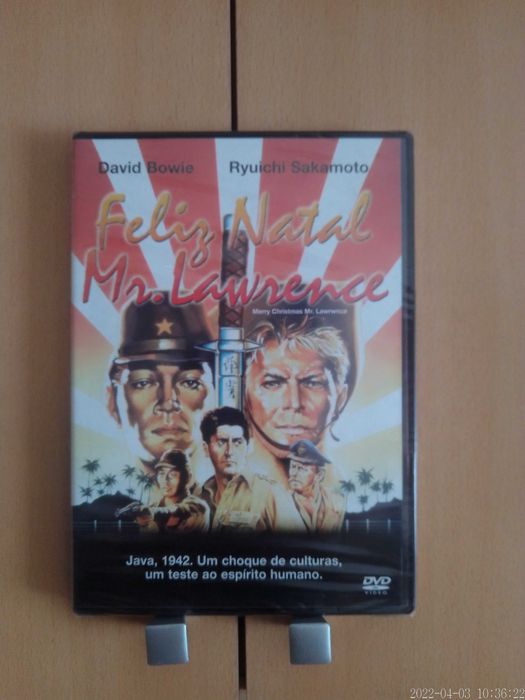 David Bowie Ryuichi Sakamoto
Feliz Natal
Mr. Lawrence
Merry Christmas Mr. Lawrence
Java, 1942. Um choque de culturas,
um teste ao espírito humano.
DVD
VIDEO
2022-04-03 10:36:22